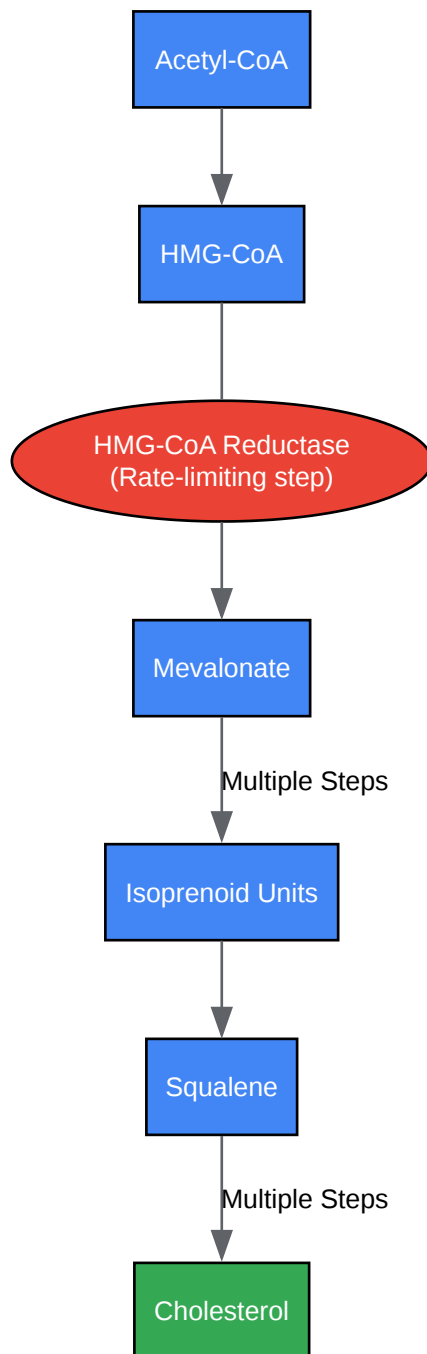 Acetyl-CoA
HMG-CoA
HMG-CoA Reductase
(Rate-limiting step)
Mevalonate
Multiple Steps
Isoprenoid Units
Squalene
Multiple Steps
Cholesterol